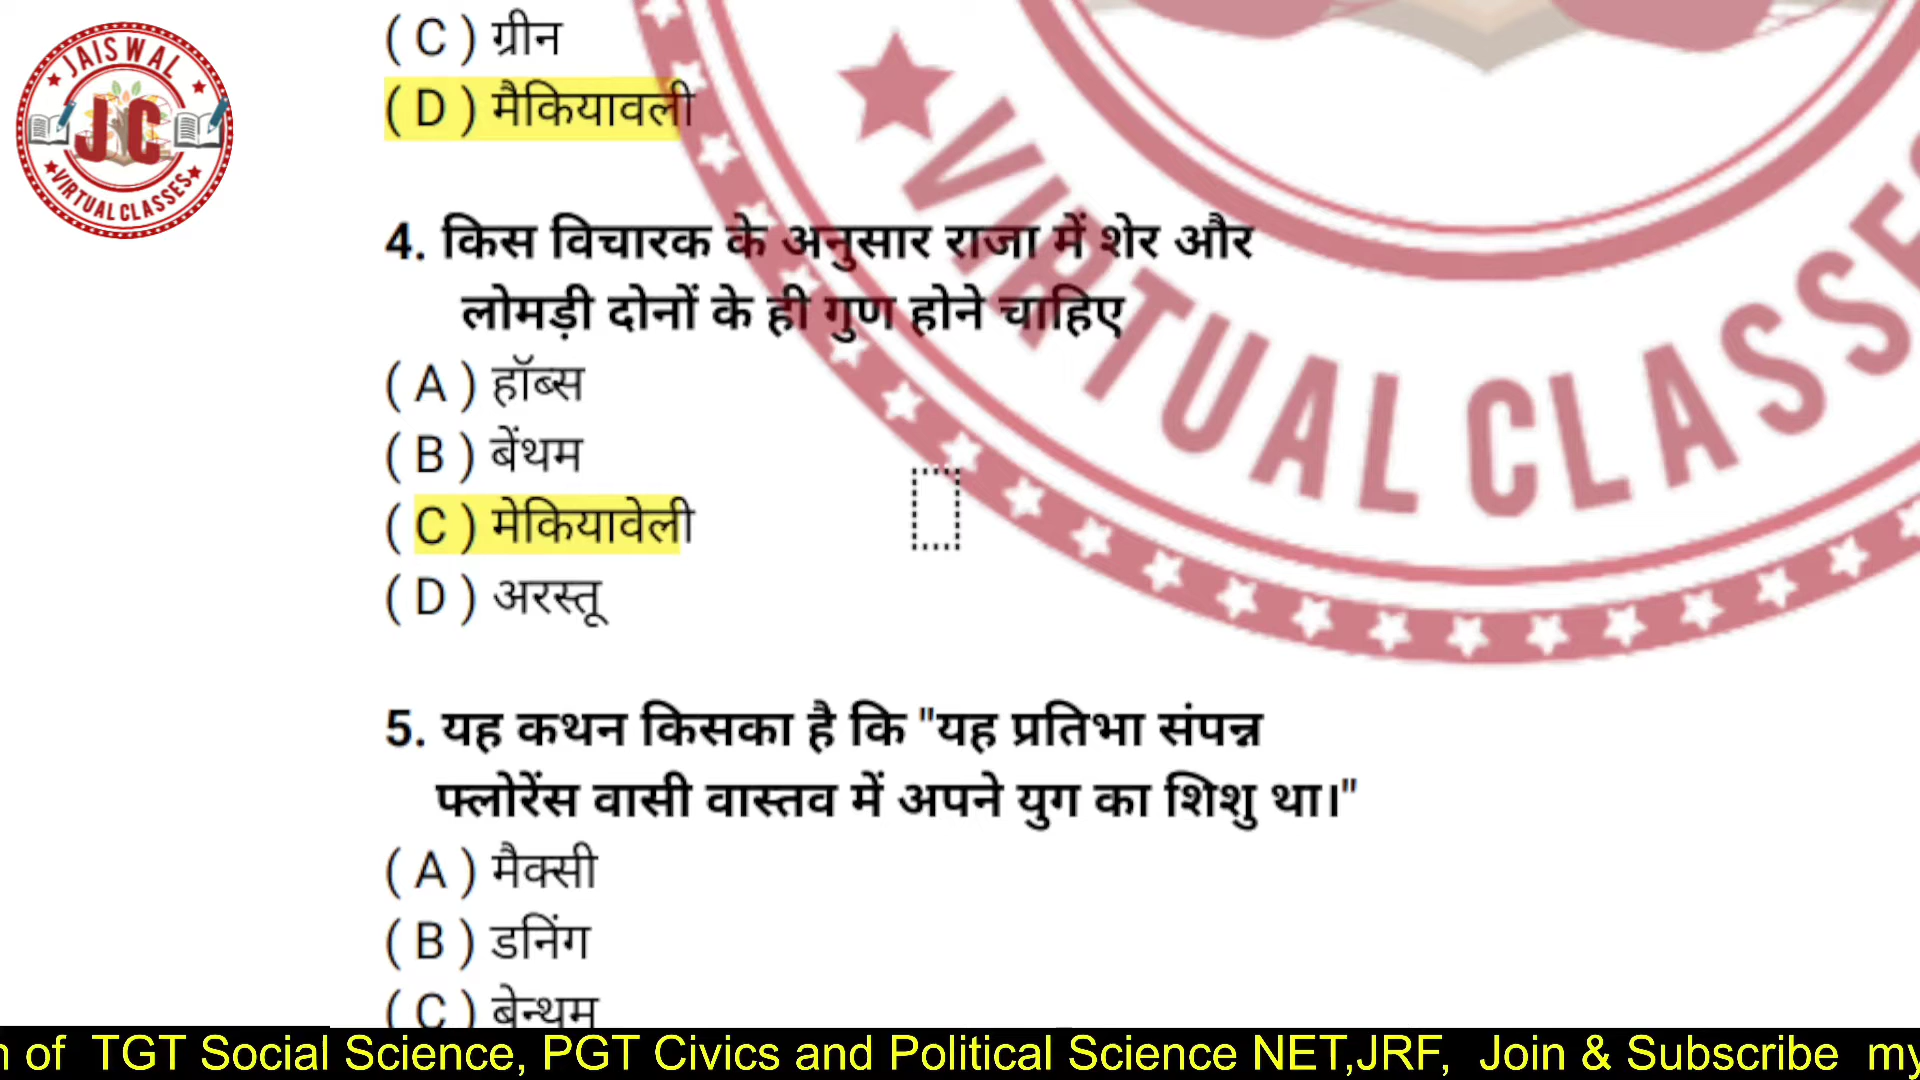 ( C ) ग्रीन
( D ) मैकियावली
JAISWAL
JC
VIRTUAL CLASSES
4. किस विचारक के अनुसार राजा में शेर और
लोमड़ी दोनों के ही गुण होने चाहिए
( A ) हॉब्स
( B ) बेंथम
( C ) मेकियावेली
( D ) अरस्तू
VIRTUAL CLASSES
5. यह कथन किसका है कि "यह प्रतिभा संपन्न
फ्लोरेंस वासी वास्तव में अपने युग का शिशु था।"
( A ) मैक्सी
( B ) डनिंग
( C ) बेन्थम
of TGT Social Science, PGT Civics and Political Science NET,JRF, Join & Subscribe my